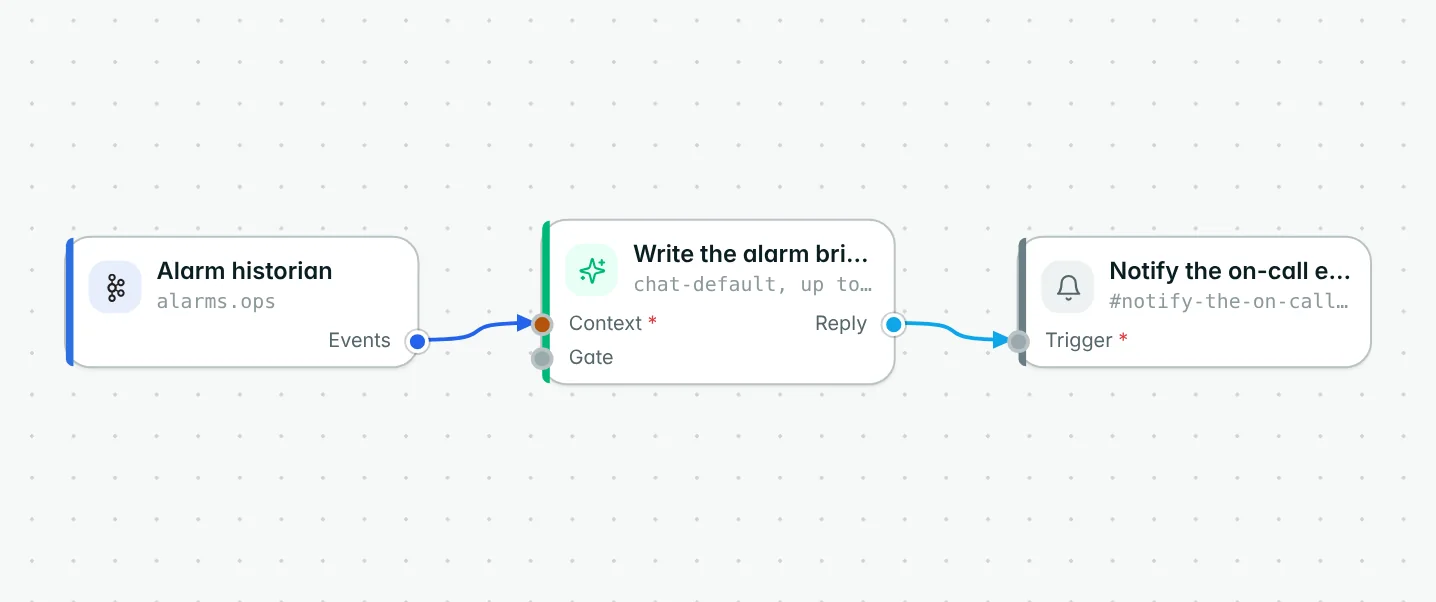 Alarm historian
alarms.ops
Events
Write the alarm bri…
chat-default, up to…
Context *
Reply
Gate
Notify the on-call e…
#notify-the-on-call…
Trigger *